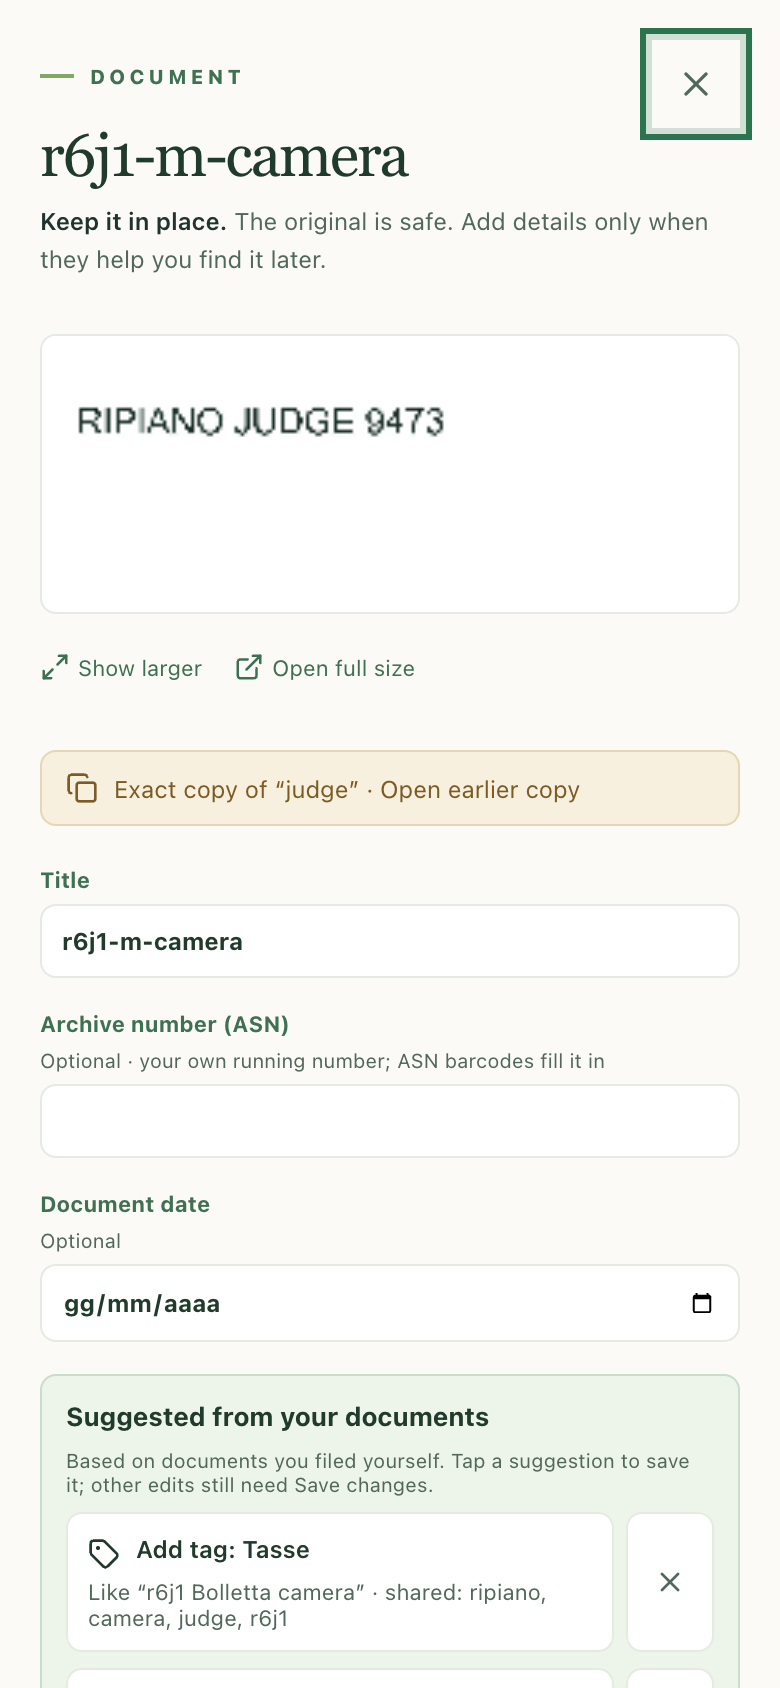 DOCUMENT
r6j1-m-camera
Keep it in place. The original is safe. Add details only when
they help you find it later.
RIPIANO JUDGE 9473
Show larger
Open full size
Exact copy of “judge” · Open earlier copy
Title
r6j1-m-camera
Archive number (ASN)
Optional · your own running number; ASN barcodes fill it in
Document date
Optional
gg/mm/aaaa
Suggested from your documents
Based on documents you filed yourself. Tap a suggestion to save
it; other edits still need Save changes.
Add tag: Tasse
Like “r6j1 Bolletta camera” · shared: ripiano,
camera, judge, r6j1